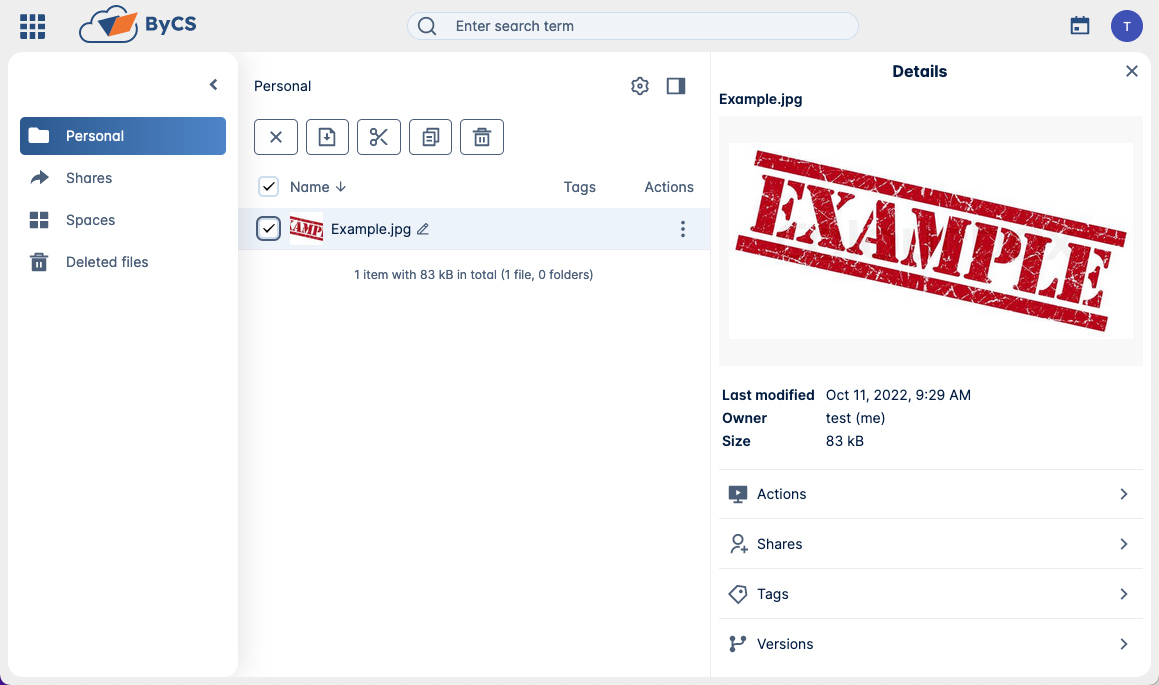 ByCS
Enter search term
T
Personal
Shares
Spaces
Deleted files
Personal
Name
Tags
Actions
AMP
Example.jpg
1 item with 83 kB in total (1 file, 0 folders)
Details
Example.jpg
EXAMPLE
Last modified Oct 11, 2022, 9:29 AM
Owner test (me)
Size 83 kB
Actions
Shares
Tags
Versions